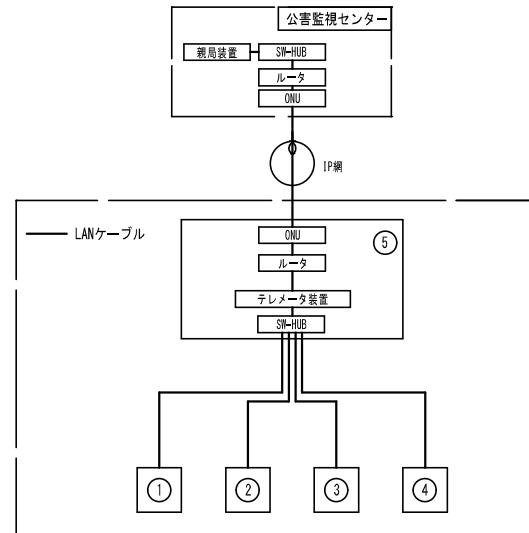 公害監視センター
親局装置
SW-HUB
ルータ
ONU
IP網
LANケーブル
ONU
⑤
ルータ
テレメータ装置
SW-HUB
①
②
③
④